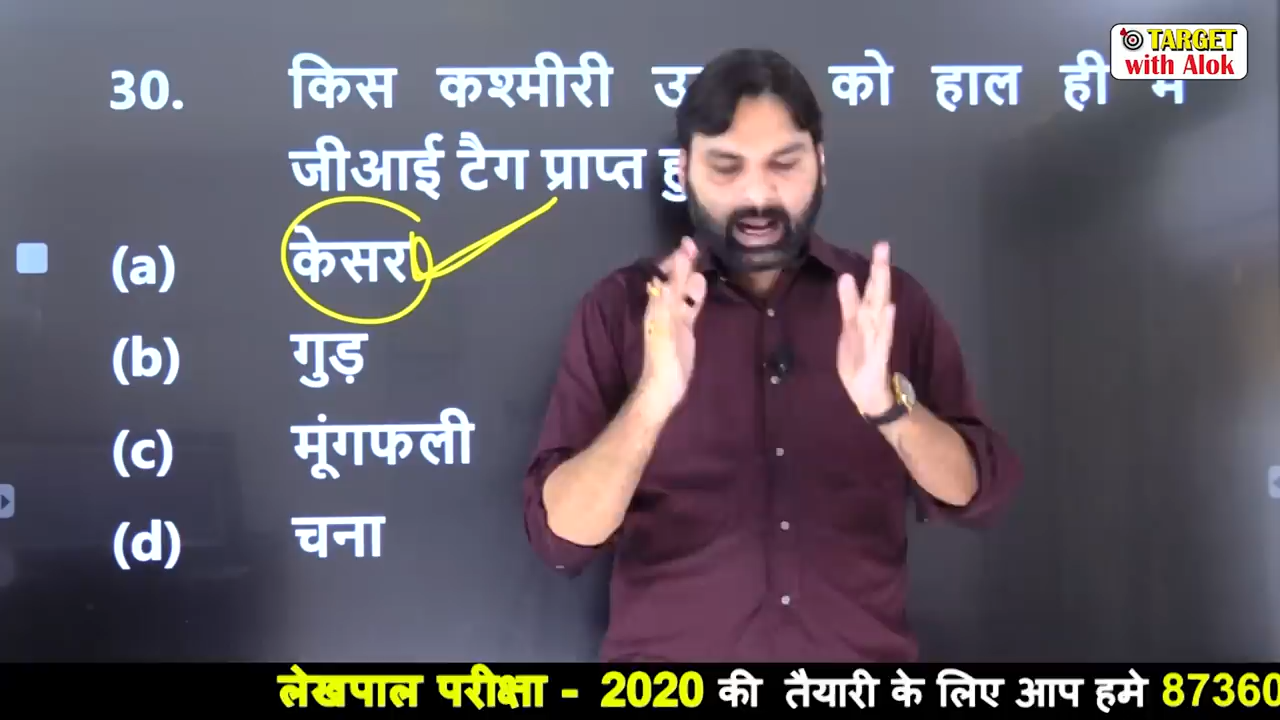 TARGET
with Alok
30. किस कश्मीरी को हाल ही में
जीआई टैग प्राप्त
(a) केसर
(b) गुड़
(c) मूंगफली
(d) चना
लेखपाल परीक्षा - 2020 की तैयारी के लिए आप हमे 87360